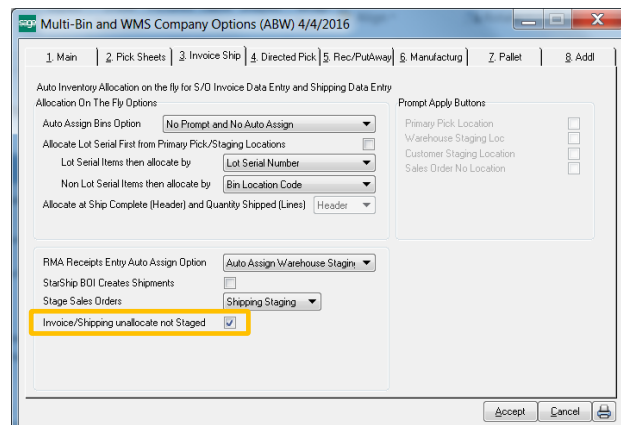 sage Multi-Bin and WMS Company Options (ABW) 4/4/2016
1. Main 2. Pick Sheets 3. Invoice Ship 4. Directed Pick 5. Rec/PutAway 6. Manufacturg 7. Pallet 8. Addl
Auto Inventory Allocation on the fly for S/O Invoice Data Entry and Shipping Data Entry
Allocation On The Fly Options Prompt Apply Buttons
Auto Assign Bins Option No Prompt and No Auto Assign Primary Pick Location
Warehouse Staging Loc
Allocate Lot Serial First from Primary Pick/Staging Locations Customer Staging Location
Lot Serial Items then allocate by Lot Serial Number Sales Order No Location
Non Lot Serial Items then allocate by Bin Location Code
Allocate at Ship Complete (Header) and Quantity Shipped (Lines) Header
RMA Receipts Entry Auto Assign Option Auto Assign Warehouse Staging
StarShip BOI Creates Shipments
Stage Sales Orders Shipping Staging
Invoice/Shipping unallocate not Staged
Accept Cancel